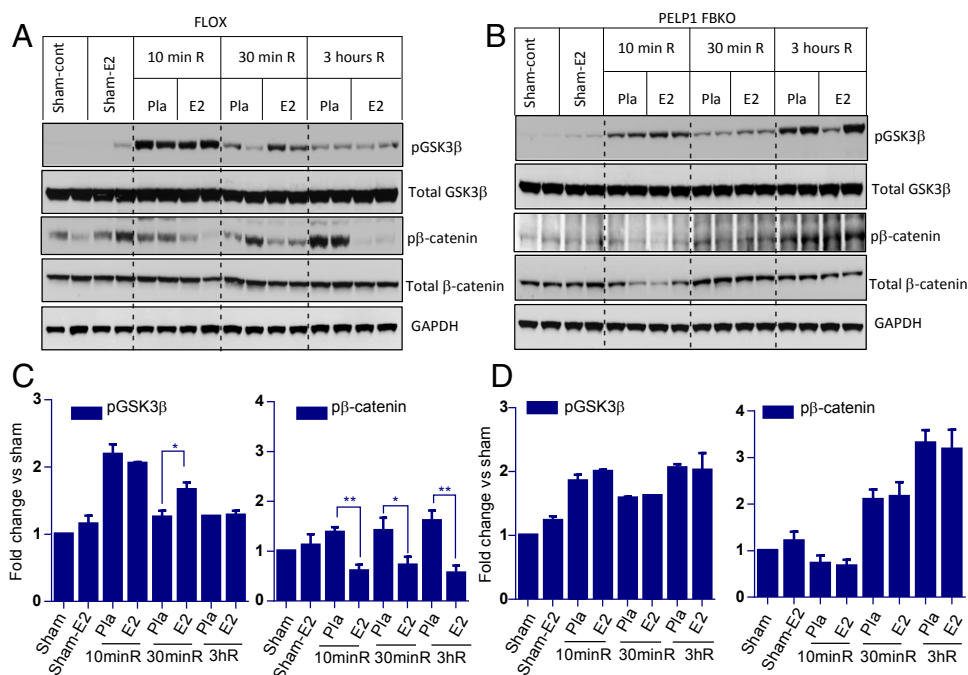 FLOX
A
Sham-cont
Sham-E2
10 min R
30 min R
3 hours R
Pla
E2
Pla
E2
Pla
E2
pGSK3β
Total GSK3β
pβ-catenin
Total β-catenin
GAPDH
PELP1 FBKO
B
Sham-cont
Sham-E2
10 min R
30 min R
3 hours R
Pla
E2
Pla
E2
Pla
E2
pGSK3β
Total GSK3β
pβ-catenin
Total β-catenin
GAPDH
C
Fold change vs sham
3
2
1
0
pGSK3β
*
Sham
Sham-E2
Pla
E2
Pla
E2
Pla
E2
10minR
30minR
3hR
4
3
2
1
0
pβ-catenin
**
*
**
Sham
Sham-E2
Pla
E2
Pla
E2
Pla
E2
10minR
30minR
3hR
D
Fold change vs sham
3
2
1
0
pGSK3β
Sham
Sham-E2
Pla
E2
Pla
E2
Pla
E2
10minR
30minR
3hR
4
3
2
1
0
pβ-catenin
Sham
Sham-E2
Pla
E2
Pla
E2
Pla
E2
10minR
30minR
3hR